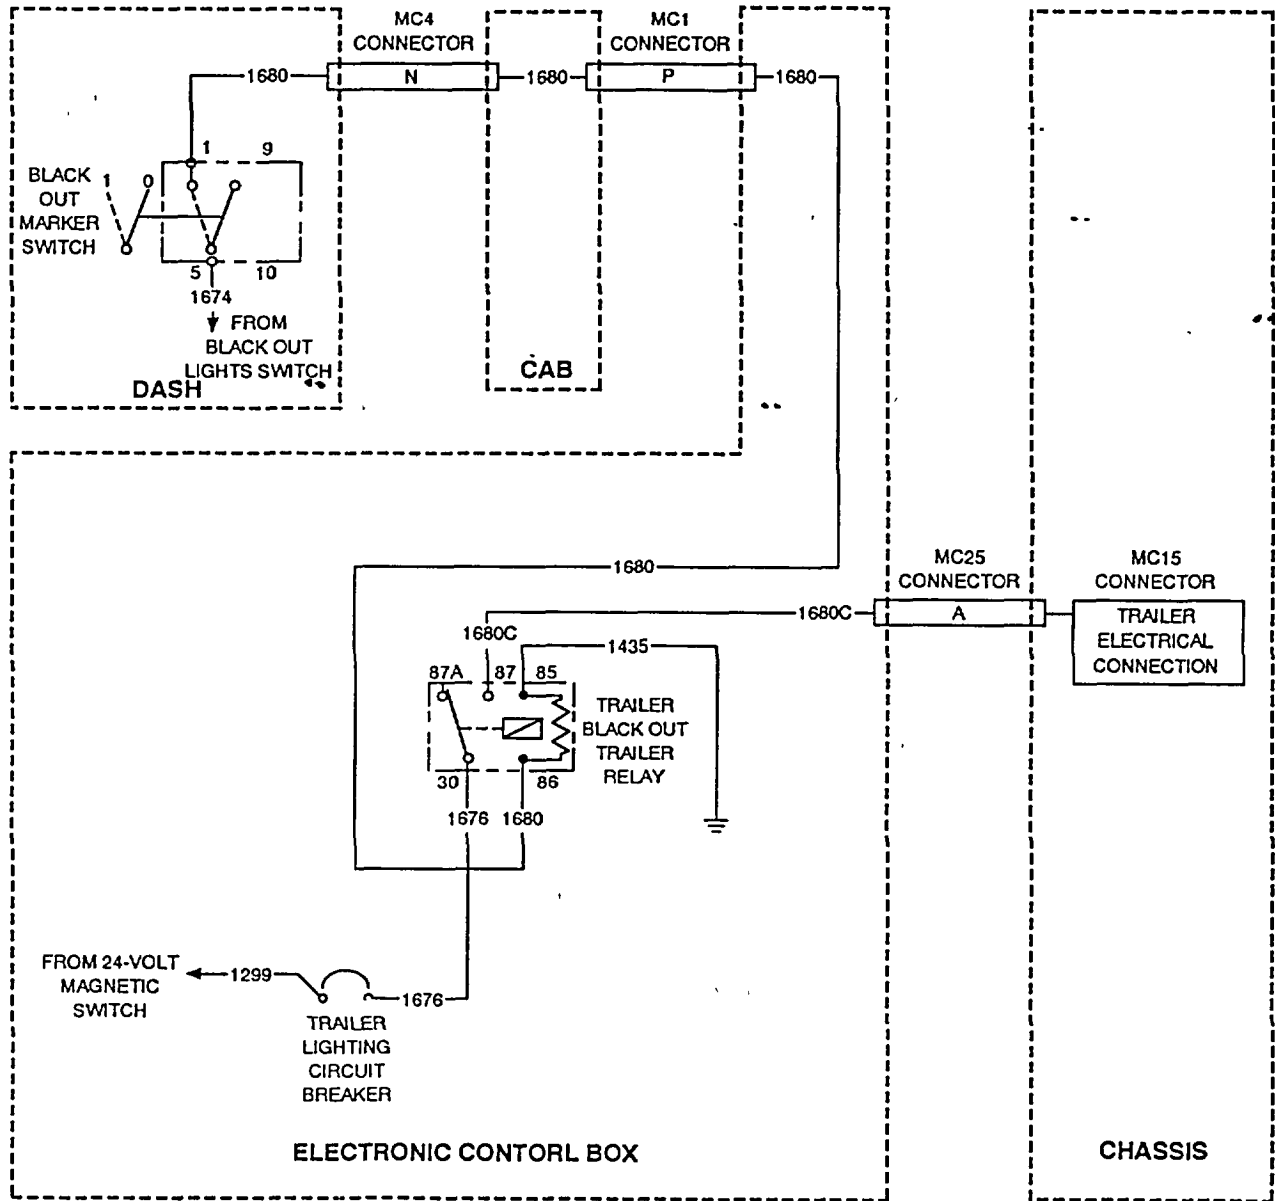 MC4
CONNECTOR
MC1
CONNECTOR
1680
N
1680
P
1680
1
9
BLACK
OUT
MARKER
SWITCH
1
0
5
10
1674
FROM
BLACK OUT
LIGHTS SWITCH
DASH
CAB
1680
MC25
CONNECTOR
MC15
CONNECTOR
1680C
A
TRAILER
ELECTRICAL
CONNECTION
1680C
1435
87A
87
85
TRAILER
BLACK OUT
TRAILER
RELAY
30
86
1676
1680
FROM 24-VOLT
MAGNETIC
SWITCH
1299
1676
TRAILER
LIGHTING
CIRCUIT
BREAKER
ELECTRONIC CONTORL BOX
CHASSIS